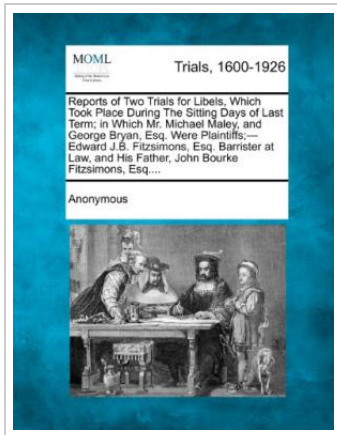 MOML
Trials, 1600-1926
Reports of Two Trials for Libels, Which
Took Place During The Sitting Days of Last
Term; in Which Mr. Michael Maley, and
George Bryan, Esq. Were Plaintiffs;—
Edward J.B. Fitzsimons, Esq. Barrister at
Law, and His Father, John Bourke
Fitzsimons, Esq....
Anonymous